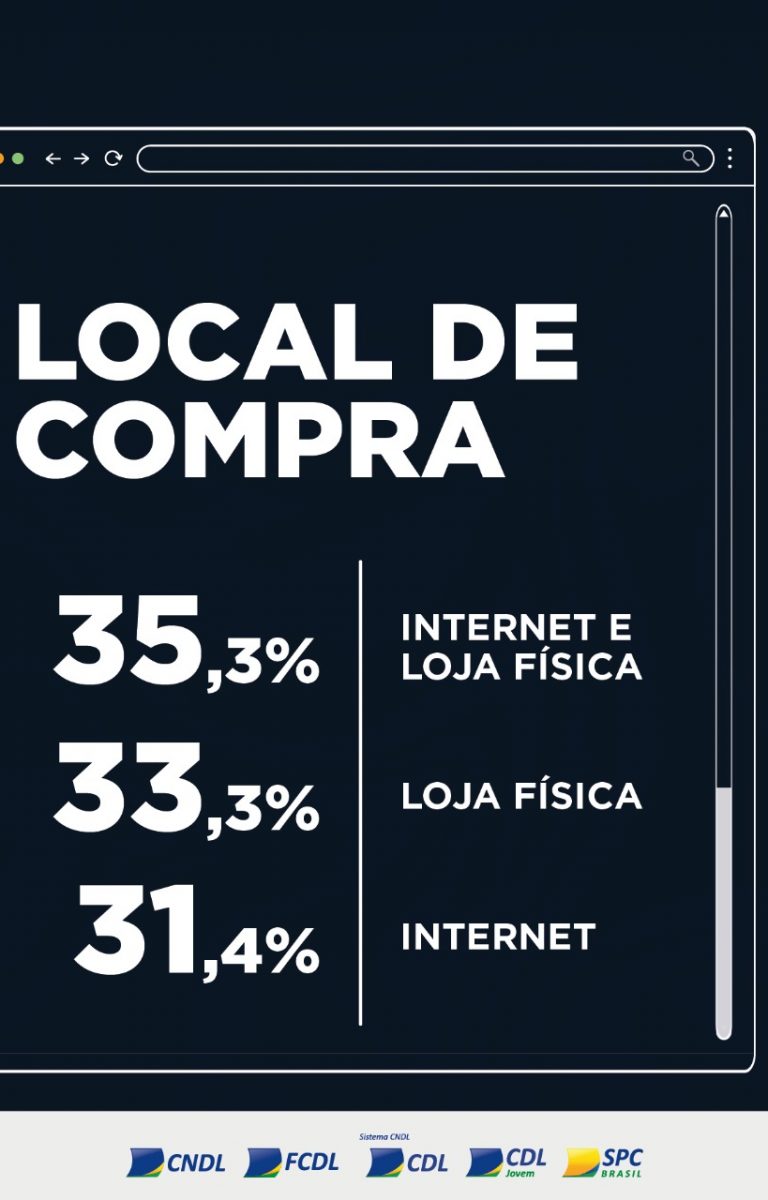 LOCAL DE
COMPRA
35,3%
INTERNET E
LOJA FÍSICA
33,3%
LOJA FÍSICA
31,4%
INTERNET
Sistema CNDL
CNDL
FCDL
CDL
CDL
Jovem
SPC
BRASIL